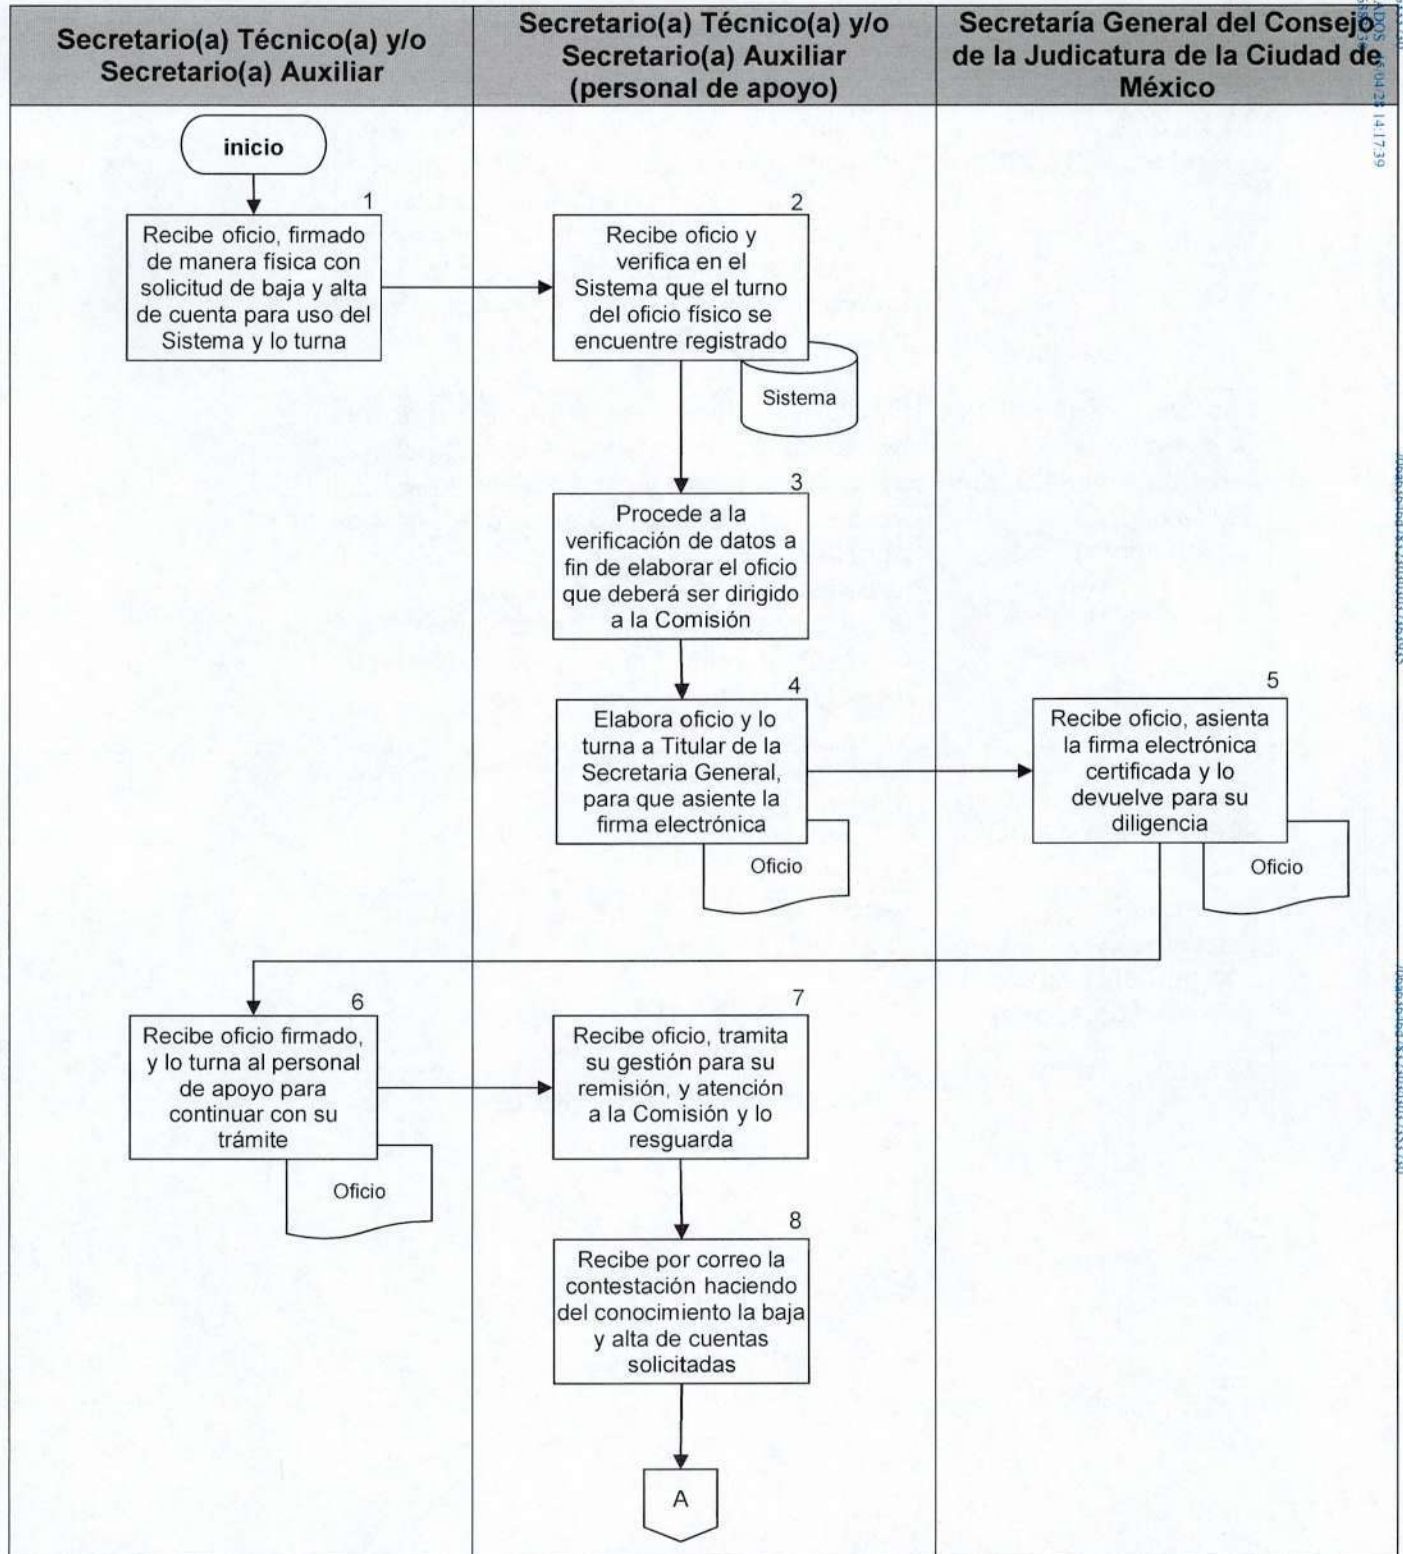 Secretario(a) Técnico(a) y/o
Secretario(a) Auxiliar
Secretario(a) Técnico(a) y/o
Secretario(a) Auxiliar
(personal de apoyo)
Secretaría General del Consejo
de la Judicatura de la Ciudad de
México
inicio
1
Recibe oficio, firmado
de manera física con
solicitud de baja y alta
de cuenta para uso del
Sistema y lo turna
2
Recibe oficio y
verifica en el
Sistema que el turno
del oficio físico se
encuentre registrado
Sistema
3
Procede a la
verificación de datos a
fin de elaborar el oficio
que deberá ser dirigido
a la Comisión
4
Elabora oficio y lo
turna a Titular de la
Secretaria General,
para que asiente la
firma electrónica
Oficio
5
Recibe oficio, asienta
la firma electrónica
certificada y lo
devuelve para su
diligencia
Oficio
6
Recibe oficio firmado,
y lo turna al personal
de apoyo para
continuar con su
trámite
Oficio
7
Recibe oficio, tramita
su gestión para su
remisión, y atención
a la Comisión y lo
resguarda
8
Recibe por correo la
contestación haciendo
del conocimiento la baja
y alta de cuentas
solicitadas
A
14:17:39